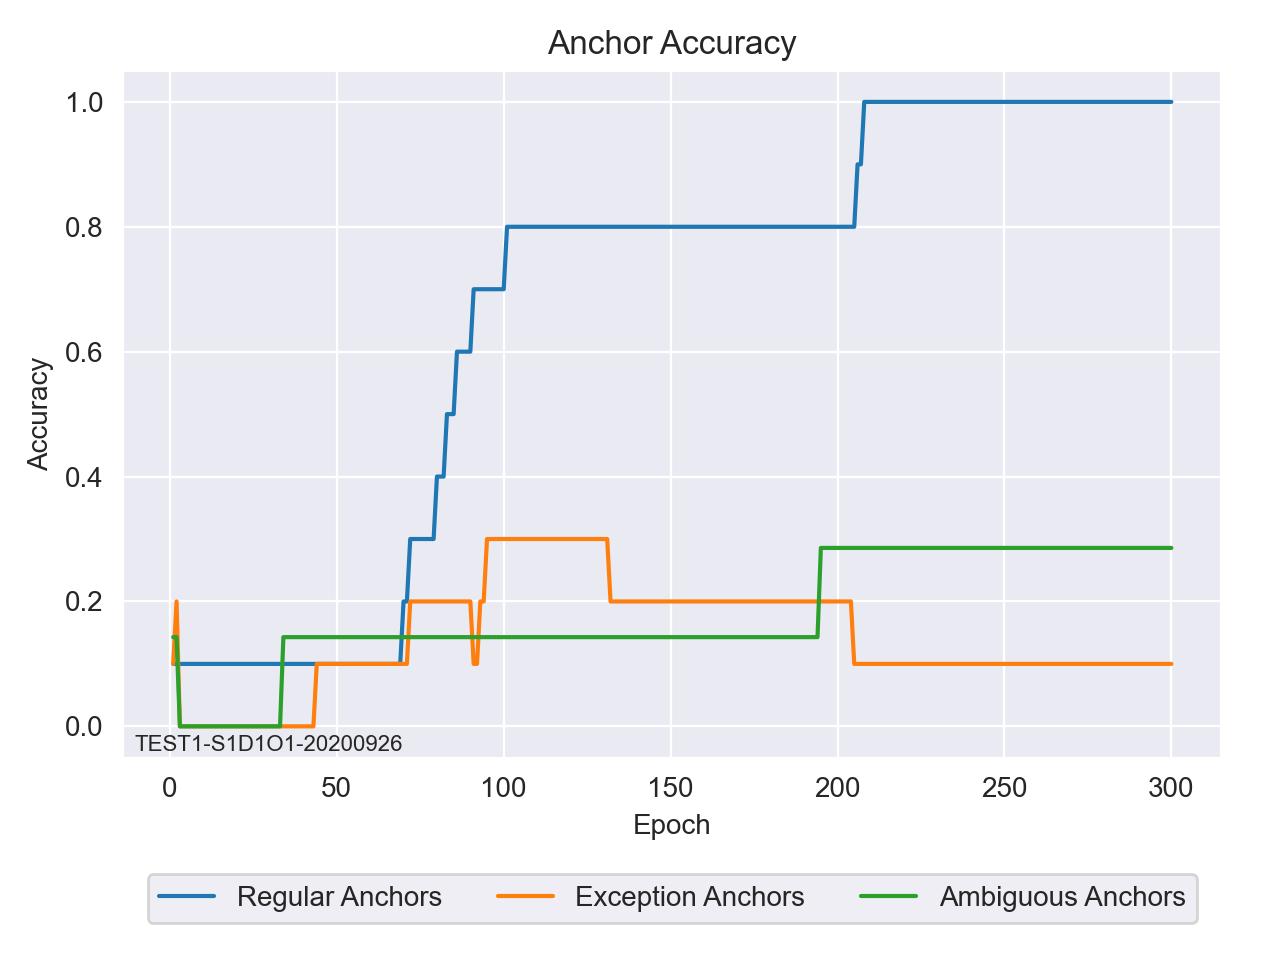 Anchor Accuracy
1.0
0.8
0.6
0.4
0.2
0.0
Accuracy
TEST1-S1D1O1-20200926
0 50 100 150 200 250 300
Epoch
Regular Anchors Exception Anchors Ambiguous Anchors